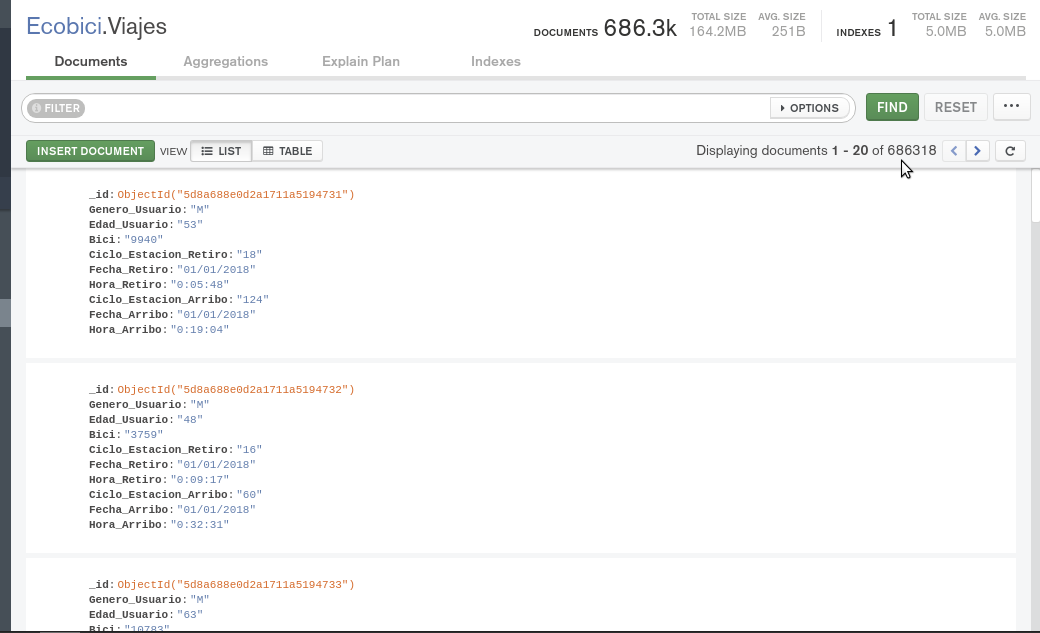 Ecobici.Viajes
DOCUMENTS 686.3k TOTAL SIZE 164.2MB AVG. SIZE 251B INDEXES 1 TOTAL SIZE 5.0MB AVG. SIZE 5.0MB
Documents Aggregations Explain Plan Indexes
FILTER OPTIONS FIND RESET ...
INSERT DOCUMENT VIEW LIST TABLE Displaying documents 1 - 20 of 686318
_id: ObjectId("5d8a688e0d2a1711a5194731")
Genero_Usuario: "M"
Edad_Usuario: "53"
Bici: "9940"
Ciclo_Estacion_Retiro: "18"
Fecha_Retiro: "01/01/2018"
Hora_Retiro: "0:05:48"
Ciclo_Estacion_Arribo: "124"
Fecha_Arribo: "01/01/2018"
Hora_Arribo: "0:19:04"
_id: ObjectId("5d8a688e0d2a1711a5194732")
Genero_Usuario: "M"
Edad_Usuario: "48"
Bici: "3759"
Ciclo_Estacion_Retiro: "16"
Fecha_Retiro: "01/01/2018"
Hora_Retiro: "0:09:17"
Ciclo_Estacion_Arribo: "60"
Fecha_Arribo: "01/01/2018"
Hora_Arribo: "0:32:31"
_id: ObjectId("5d8a688e0d2a1711a5194733")
Genero_Usuario: "M"
Edad_Usuario: "63"
Bici: "10783"